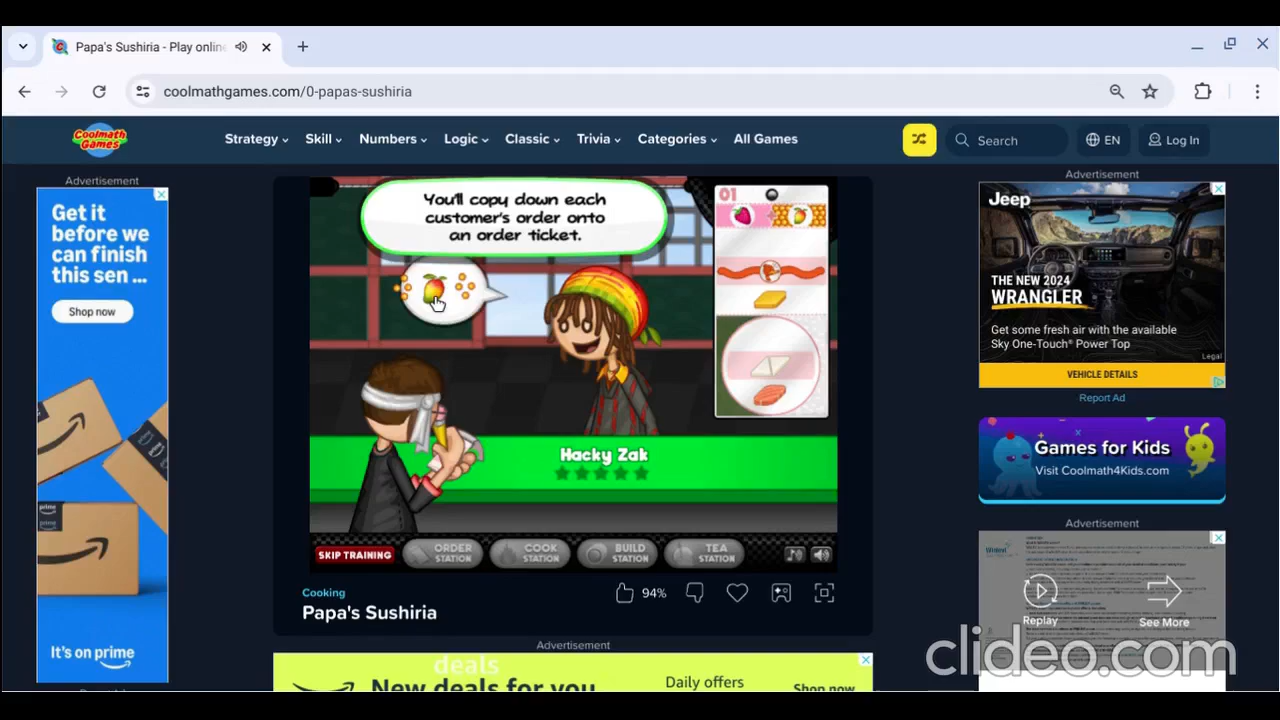 Papa's Sushiria - Play onlin
coolmathgames.com/0-papas-sushiria
Coolmath
Games
Strategy
Skill
Numbers
Logic
Classic
Trivia
Categories
All Games
Search
EN
Log In
Advertisement
Get it
before we
can finish
this sen ...
Shop now
prime
prime
It's on prime
You'll copy down each
customer's order onto
an order ticket.
01
Hacky Zak
SKIP TRAINING
ORDER
STATION
COOK
STATION
BUILD
STATION
TEA
STATION
Cooking
Papa's Sushiria
94%
Advertisement
deals
New deals for you
Daily offers
Shop now
Advertisement
Jeep
THE NEW 2024
WRANGLER
Get some fresh air with the available
Sky One-Touch® Power Top
Legal
VEHICLE DETAILS
Report Ad
Games for Kids
Visit Coolmath4Kids.com
Advertisement
Replay
See More
clideo.com